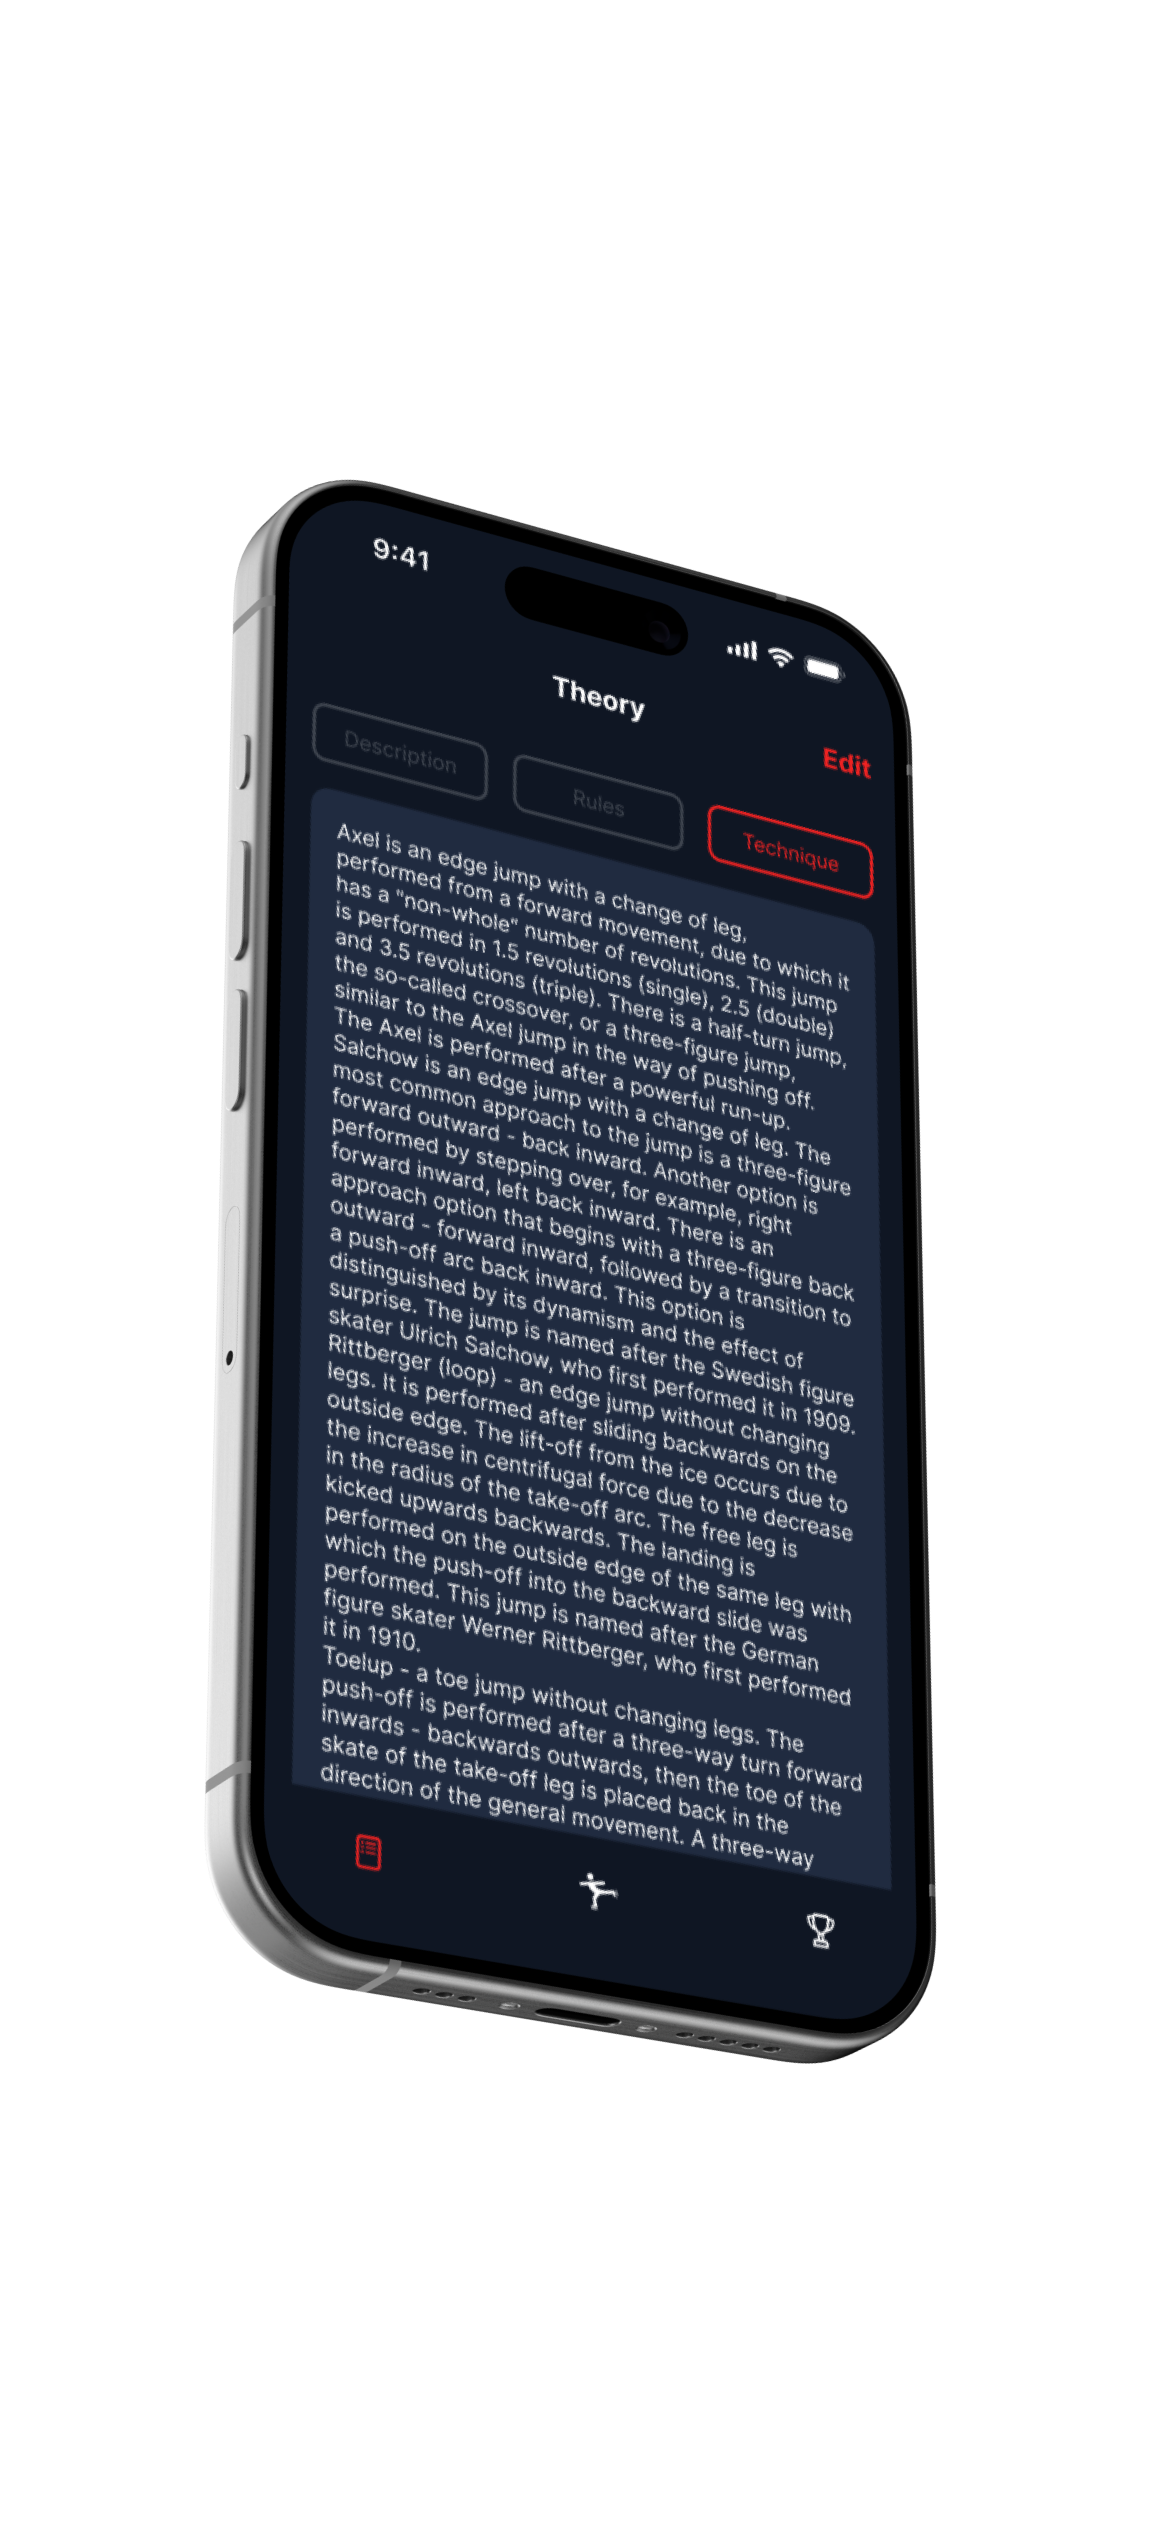 9:41
Theory
Edit
Description
Rules
Technique
Axel is an edge jump with a change of leg,
performed from a forward movement, due to which it
has a "non-whole" number of revolutions. This jump
is performed in 1.5 revolutions (single), 2.5 (double)
and 3.5 revolutions (triple). There is a half-turn jump,
the so-called crossover, or a three-figure jump,
similar to the Axel jump in the way of pushing off.
The Axel is performed after a powerful run-up.
Salchow is an edge jump with a change of leg. The
most common approach to the jump is a three-figure
forward outward - back inward. Another option is
performed by stepping over, for example, right
forward inward, left back inward. There is an
approach option that begins with a three-figure back
outward - forward inward, followed by a transition to
a push-off arc back inward. This option is
distinguished by its dynamism and the effect of
surprise. The jump is named after the Swedish figure
skater Ulrich Salchow, who first performed it in 1909.
Rittberger (loop) - an edge jump without changing
legs. It is performed after sliding backwards on the
outside edge. The lift-off from the ice occurs due to
the increase in centrifugal force due to the decrease
in the radius of the take-off arc. The free leg is
kicked upwards backwards. The landing is
performed on the outside edge of the same leg with
which the push-off into the backward slide was
performed. This jump is named after the German
figure skater Werner Rittberger, who first performed
it in 1910.
Toelup - a toe jump without changing legs. The
push-off is performed after a three-way turn forward
inwards - backwards outwards, then the toe of the
skate of the take-off leg is placed back in the
direction of the general movement. A three-way